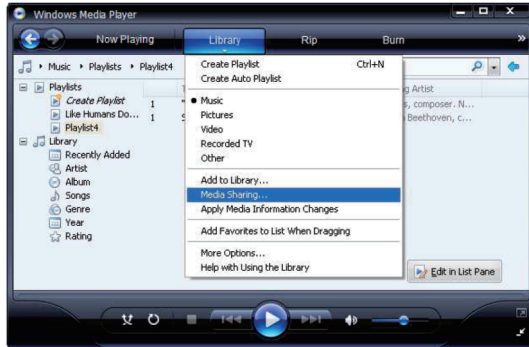 Windows Media Player
Now Playing Library Rip Burn »
Music ▸ Playlists ▸ Playlist4
Create Playlist Ctrl+N
Create Auto Playlist
Music
Pictures
Video
Recorded TV
Other
Add to Library...
Media Sharing...
Apply Media Information Changes
Add Favorites to List When Dragging
More Options...
Help with Using the Library
Playlists
Create Playlist
Like Humans Do...
Playlist4
Library
Recently Added
Artist
Album
Songs
Genre
Year
Rating
1
1
Artist
s, composer. N...
Beethoven, c...
Edit in List Pane